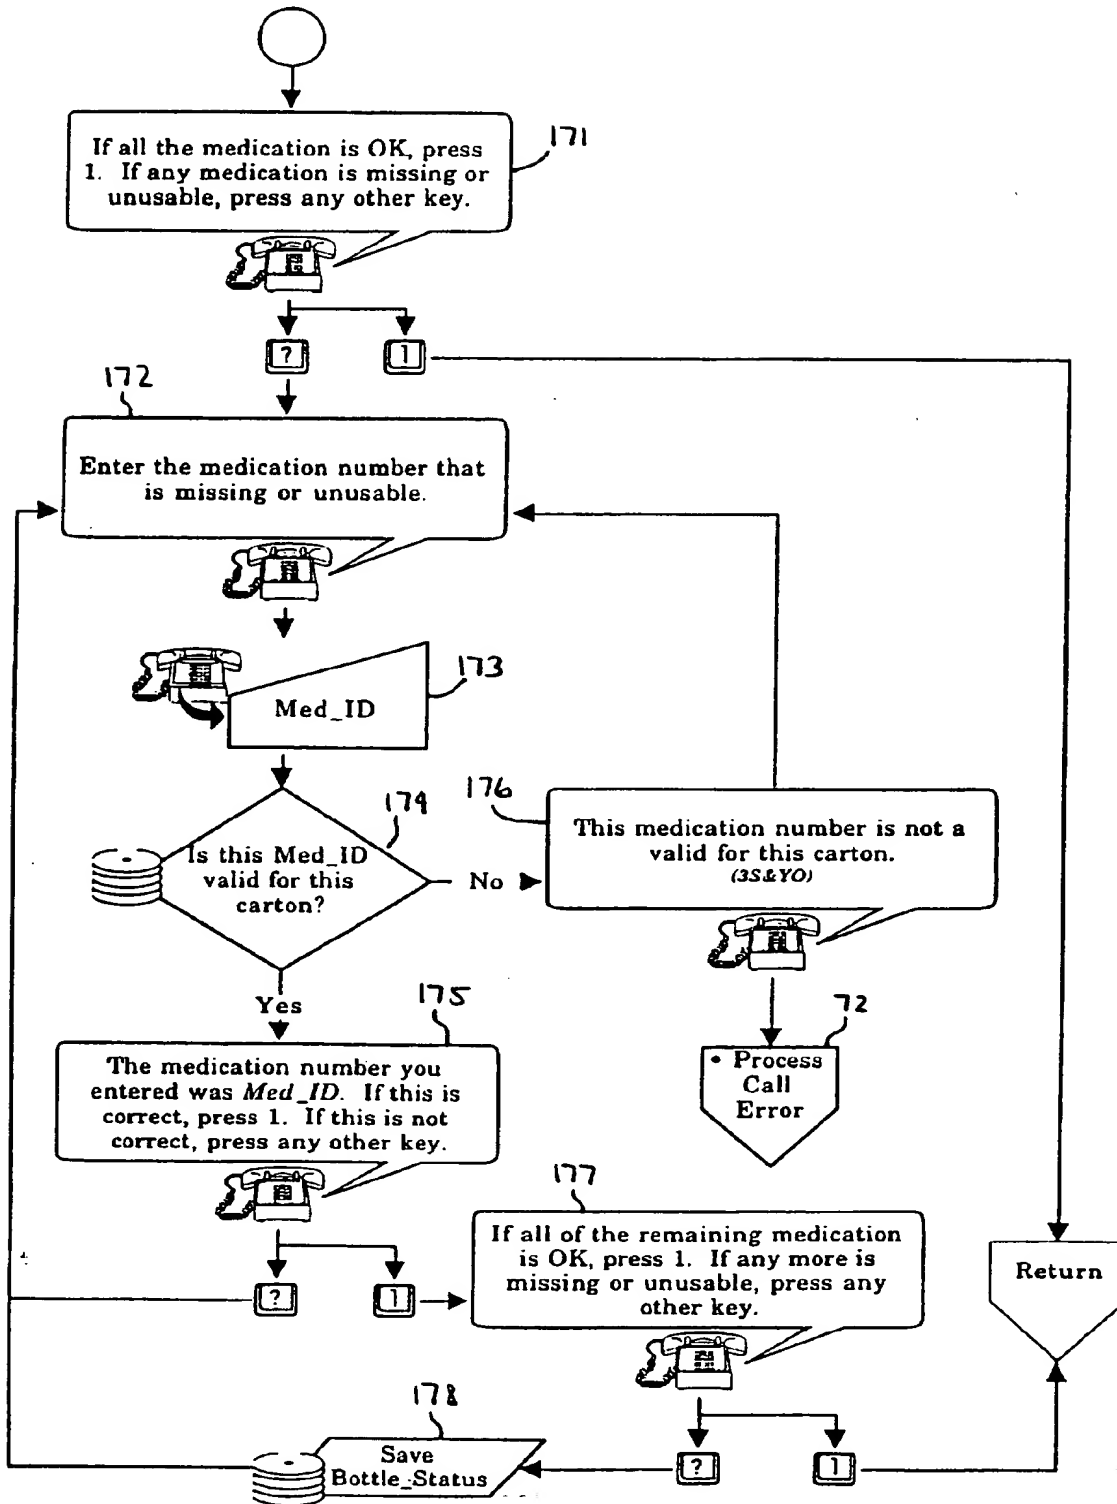 If all the medication is OK, press
1. If any medication is missing or
unusable, press any other key.
171
?
1
172
Enter the medication number that
is missing or unusable.
Med_ID
173
Is this Med_ID
valid for this
carton?
174
No
176
This medication number is not a
valid for this carton.
(3S&YO)
Yes
175
The medication number you
entered was Med_ID. If this is
correct, press 1. If this is not
correct, press any other key.
72
• Process
Call
Error
177
If all of the remaining medication
is OK, press 1. If any more is
missing or unusable, press any
other key.
Return
?
1
178
Save
Bottle_Status
?
1